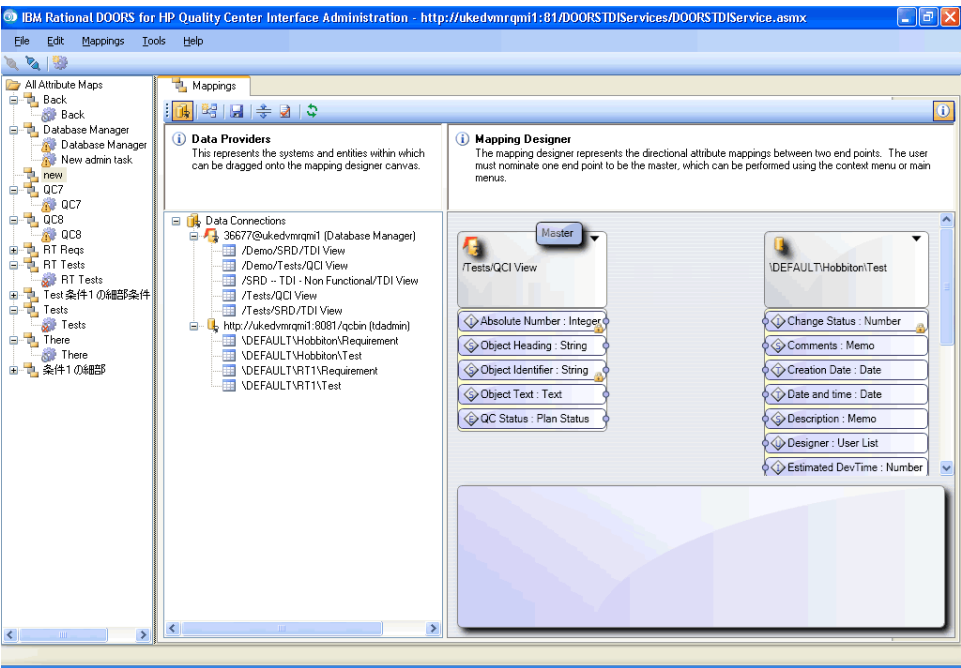 IBM Rational DOORS for HP Quality Center Interface Administration - http://ukedvmrqmi1:81/DOORSTDIServices/DOORSTDIService.asmx
File Edit Mappings Tools Help
All Attribute Maps
Back
Back
Database Manager
Database Manager
New admin task
new
QC7
QC7
QC8
QC8
RT Reqs
RT Tests
RT Tests
Test 条件1 の細部条件
Tests
Tests
There
There
条件1 の細部
Mappings
Data Providers
This represents the systems and entities within which
can be dragged onto the mapping designer canvas.
Mapping Designer
The mapping designer represents the directional attribute mappings between two end points. The user
must nominate one end point to be the master, which can be performed using the context menu or main
menus.
Data Connections
36677@ukedvmrqmi1 (Database Manager)
/Demo/SRD/TDI View
/Demo/Tests/QCI View
/SRD -- TDI - Non Functional/TDI View
/Tests/QCI View
/Tests/SRD/TDI View
http://ukedvmrqmi1:8081/qcbin (tdadmin)
\DEFAULT\Hobbiton\Requirement
\DEFAULT\Hobbiton\Test
\DEFAULT\RT1\Requirement
\DEFAULT\RT1\Test
Master
/Tests/QCI View
I Absolute Number : Integer
S Object Heading : String
S Object Identifier : String
S Object Text : Text
E QC Status : Plan Status
\DEFAULT\Hobbiton\Test
I Change Status : Number
S Comments : Memo
T Creation Date : Date
T Date and time : Date
S Description : Memo
U Designer : User List
I Estimated DevTime : Number